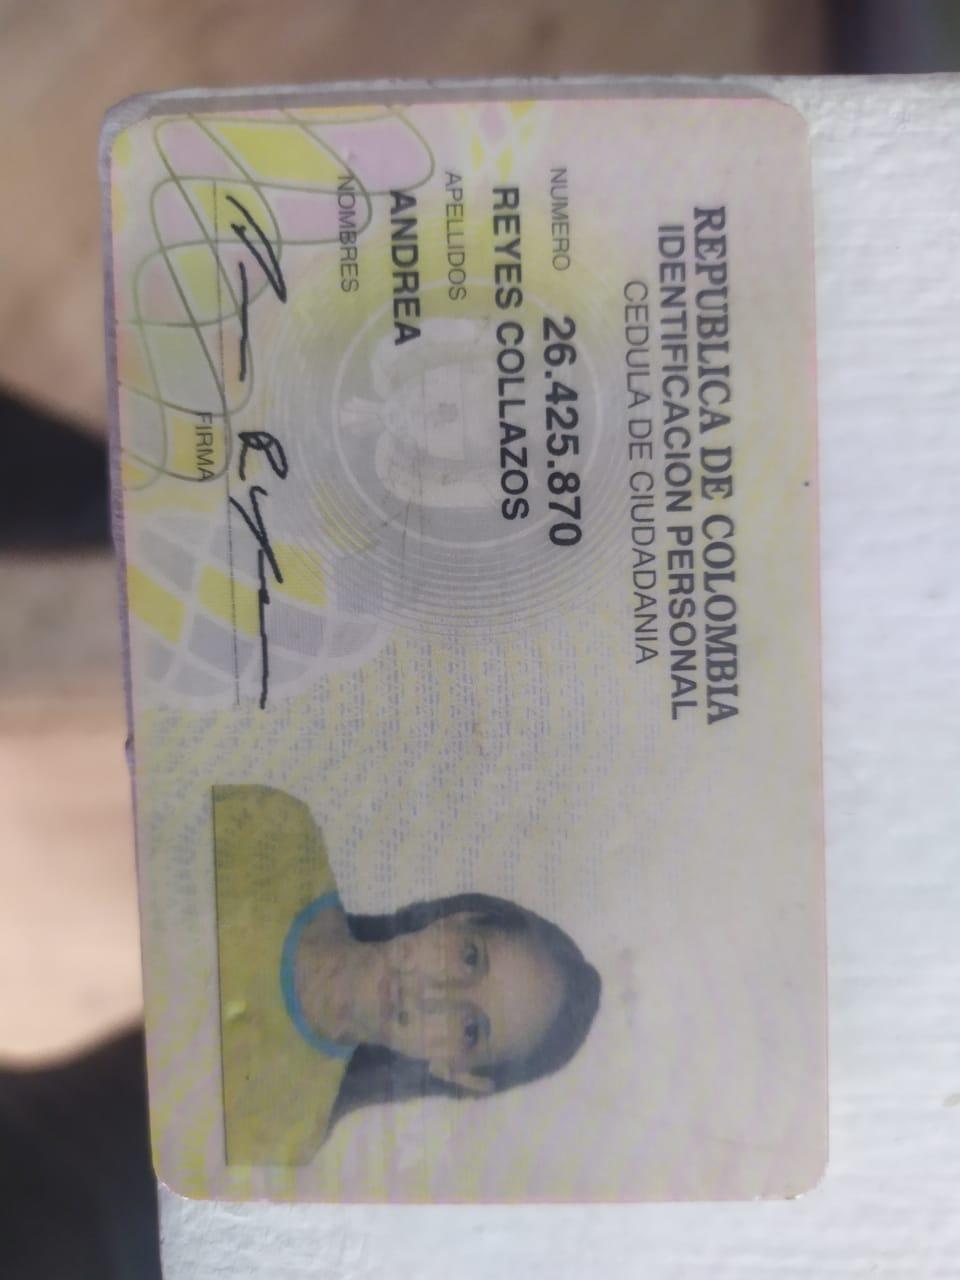 REPUBLICA DE COLOMBIA
IDENTIFICACION PERSONAL
CEDULA DE CIUDADANIA
NUMERO 26.425.870
REYES COLLAZOS
APELLIDOS
ANDREA
NOMBRES
FIRMA